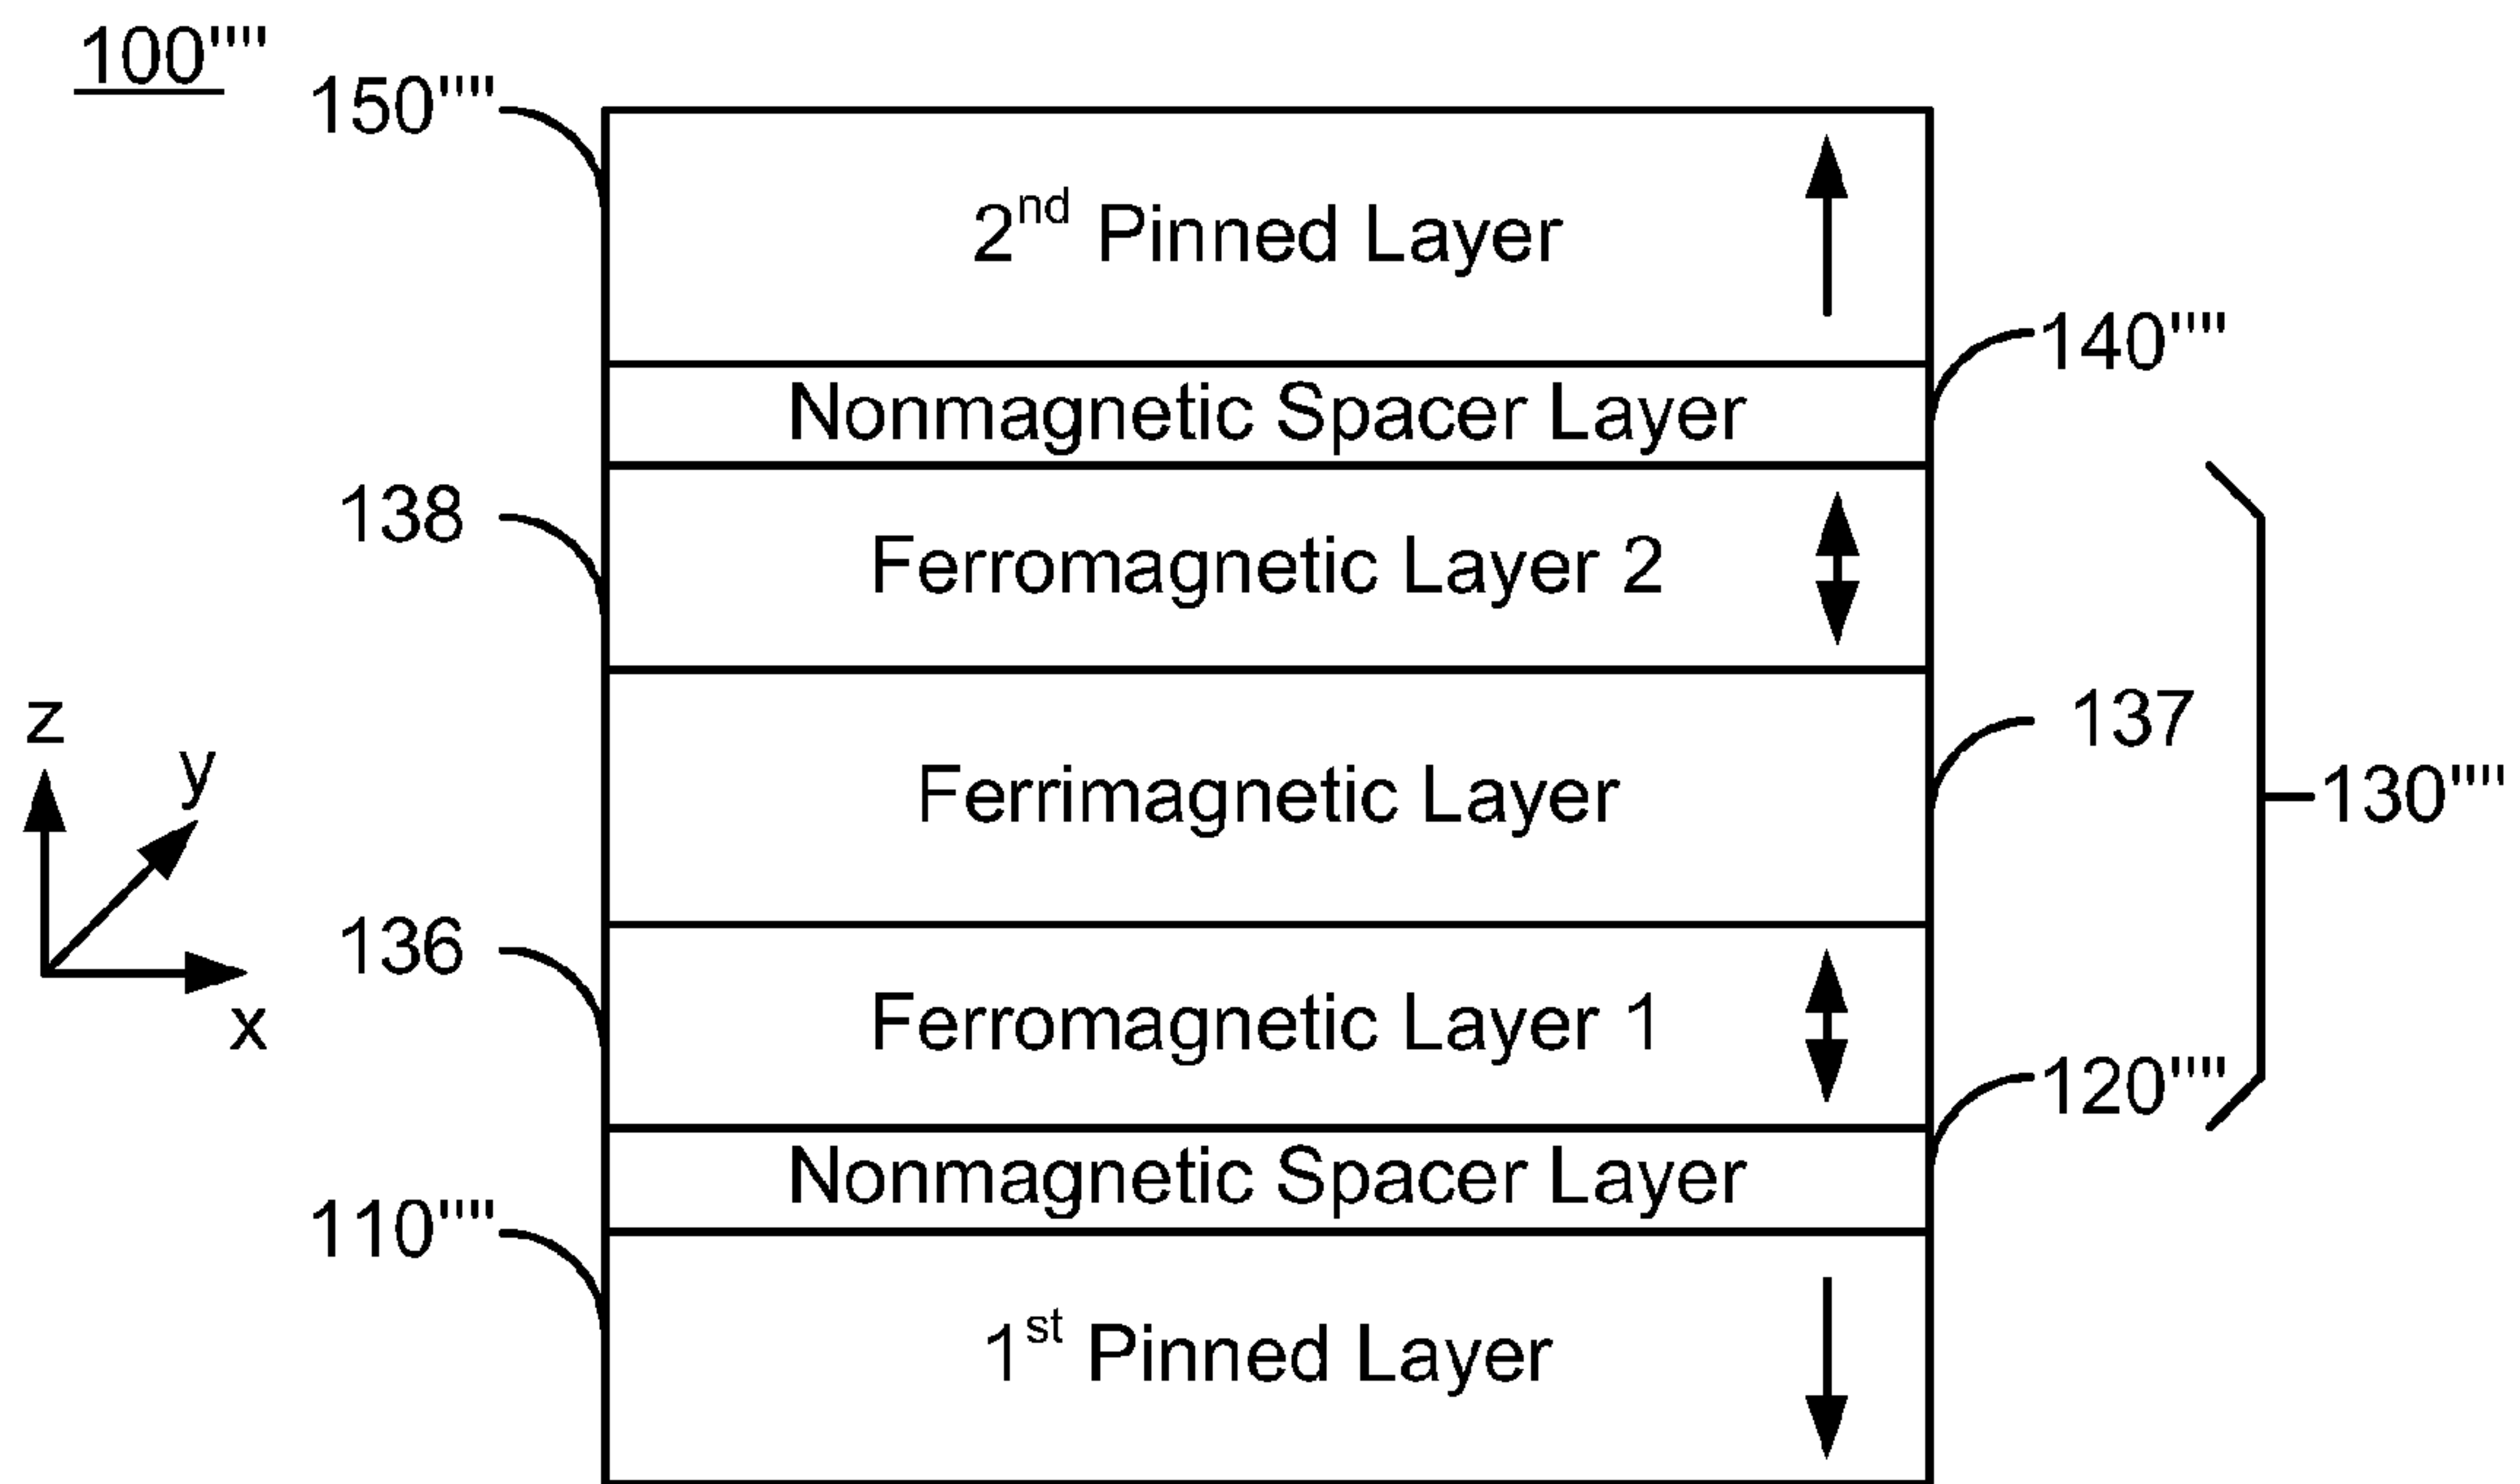 100""
150""
2nd Pinned Layer
140""
Nonmagnetic Spacer Layer
138
Ferromagnetic Layer 2
137
Ferrimagnetic Layer
130""
z
y
x
136
Ferromagnetic Layer 1
120""
Nonmagnetic Spacer Layer
110""
1st Pinned Layer